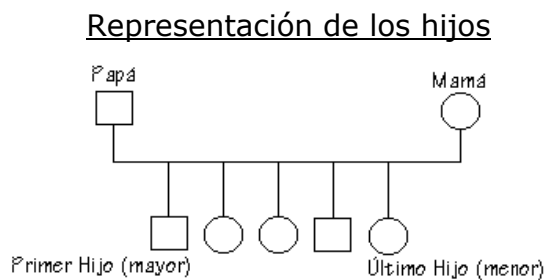 Representación de los hijos
Papá
Mamá
Primer Hijo (mayor)
Último Hijo (menor)